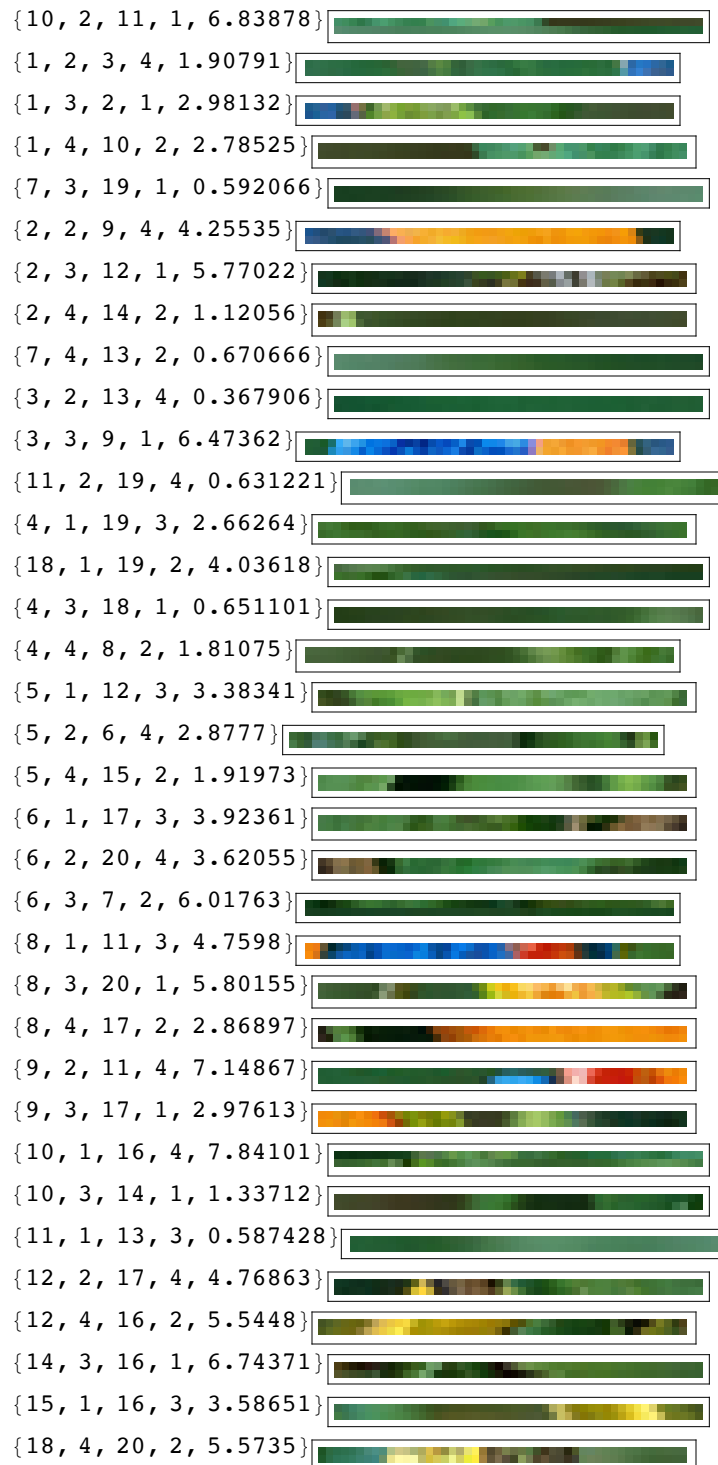 {10, 2, 11, 1, 6.83878}
{1, 2, 3, 4, 1.90791}
{1, 3, 2, 1, 2.98132}
{1, 4, 10, 2, 2.78525}
{7, 3, 19, 1, 0.592066}
{2, 2, 9, 4, 4.25535}
{2, 3, 12, 1, 5.77022}
{2, 4, 14, 2, 1.12056}
{7, 4, 13, 2, 0.670666}
{3, 2, 13, 4, 0.367906}
{3, 3, 9, 1, 6.47362}
{11, 2, 19, 4, 0.631221}
{4, 1, 19, 3, 2.66264}
{18, 1, 19, 2, 4.03618}
{4, 3, 18, 1, 0.651101}
{4, 4, 8, 2, 1.81075}
{5, 1, 12, 3, 3.38341}
{5, 2, 6, 4, 2.8777}
{5, 4, 15, 2, 1.91973}
{6, 1, 17, 3, 3.92361}
{6, 2, 20, 4, 3.62055}
{6, 3, 7, 2, 6.01763}
{8, 1, 11, 3, 4.7598}
{8, 3, 20, 1, 5.80155}
{8, 4, 17, 2, 2.86897}
{9, 2, 11, 4, 7.14867}
{9, 3, 17, 1, 2.97613}
{10, 1, 16, 4, 7.84101}
{10, 3, 14, 1, 1.33712}
{11, 1, 13, 3, 0.587428}
{12, 2, 17, 4, 4.76863}
{12, 4, 16, 2, 5.5448}
{14, 3, 16, 1, 6.74371}
{15, 1, 16, 3, 3.58651}
{18, 4, 20, 2, 5.5735}